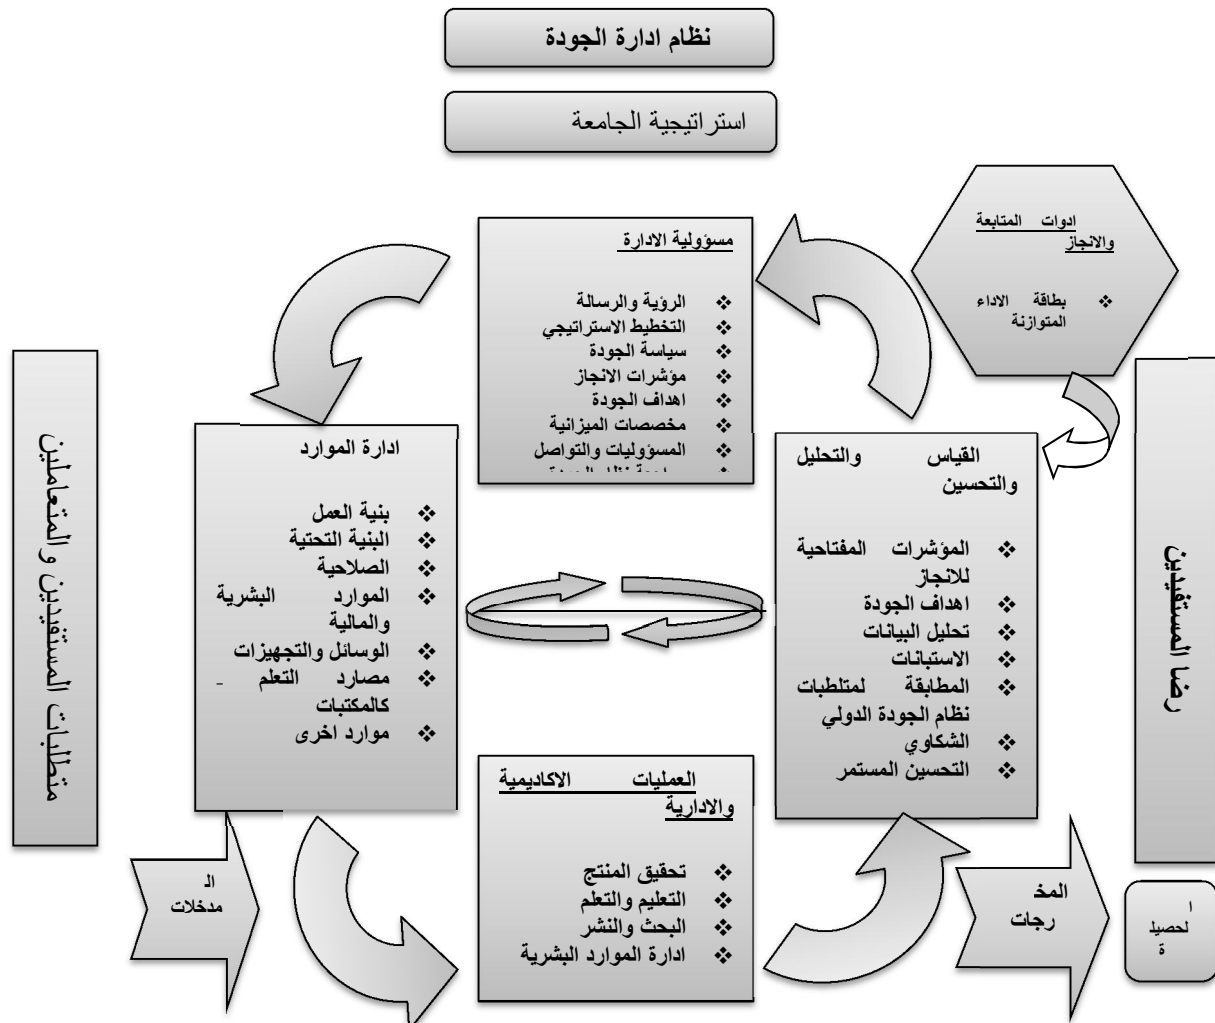 نظام ادارة الجودة
استراتيجية الجامعة
ادوات المتابعة
والانجاز
❖ بطاقة الاداء
المتوازنة
مسؤولية الادارة
❖ الرؤية والرسالة
❖ التخطيط الاستراتيجي
❖ سياسة الجودة
❖ مؤشرات الانجاز
❖ اهداف الجودة
❖ مخصصات الميزانية
❖ المسؤوليات والتواصل
رضا المستفيدين
القياس والتحليل
والتحسين
❖ المؤشرات المفتاحية
للانجاز
❖ اهداف الجودة
❖ تحليل البيانات
❖ الاستبانات
❖ المطابقة لمتلطبات
نظام الجودة الدولي
❖ الشكاوي
❖ التحسين المستمر
ادارة الموارد
❖ بنية العمل
❖ البنية التحتية
❖ الصلاحية
❖ الموارد البشرية
والمالية
❖ الوسائل والتجهيزات
❖ مصارد التعلم -
كالمكتبات
❖ موارد اخرى
متطلبات المستفيدين والمتعاملين
العمليات الاكاديمية
والادارية
❖ تحقيق المنتج
❖ التعليم والتعلم
❖ البحث والنشر
❖ ادارة الموارد البشرية
ا
لحصيل
ة
المخ
رجات
الـ
مدخلات